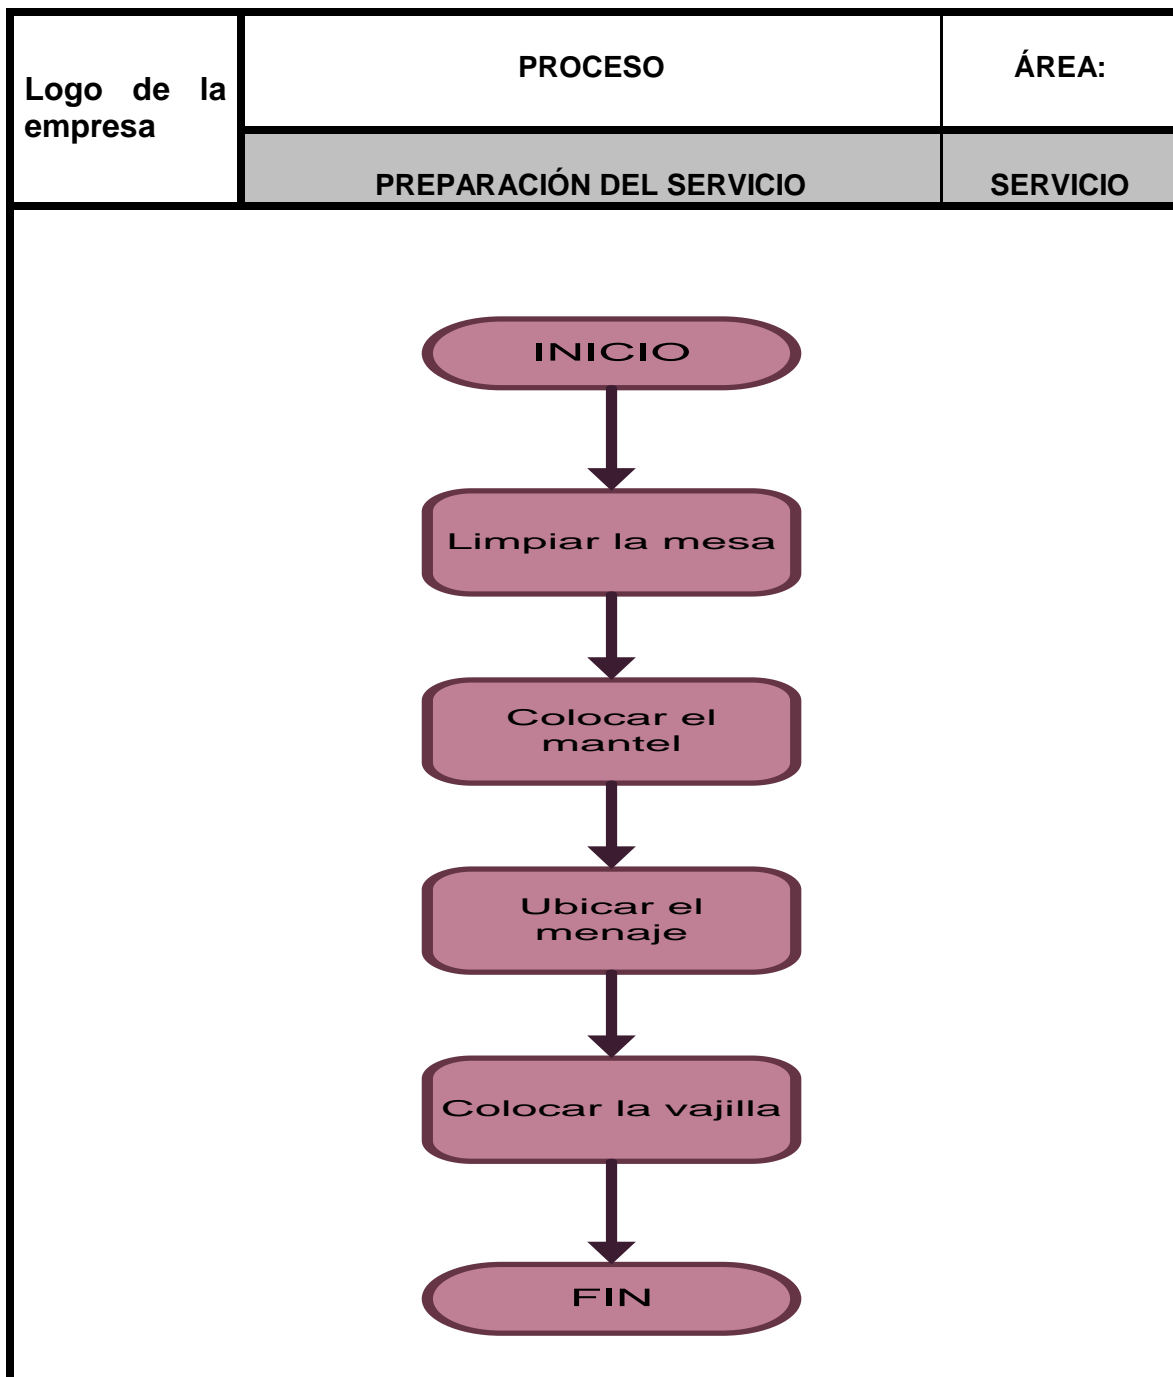 Logo de la
empresa
PROCESO
ÁREA:
PREPARACIÓN DEL SERVICIO
SERVICIO
INICIO
Limpiar la mesa
Colocar el
mantel
Ubicar el
menaje
Colocar la vajilla
FIN